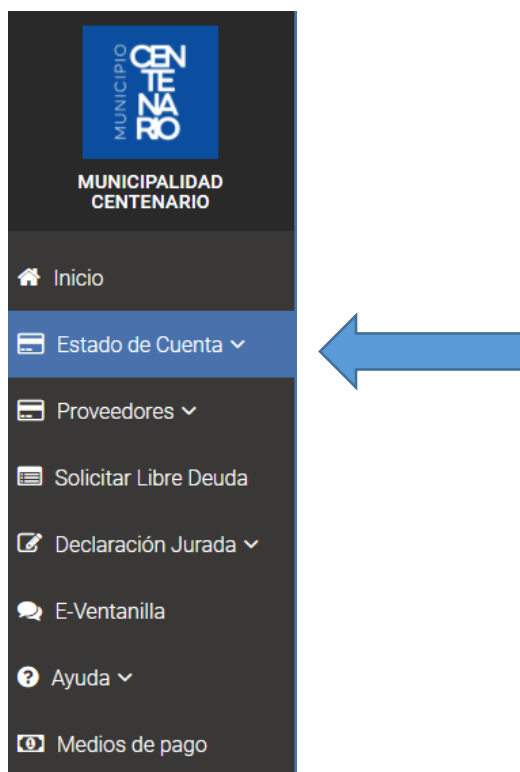 MUNICIPIO
CEN
TE
NA
RIO
MUNICIPALIDAD
CENTENARIO
Inicio
Estado de Cuenta
Proveedores
Solicitar Libre Deuda
Declaración Jurada
E-Ventanilla
Ayuda
Medios de pago